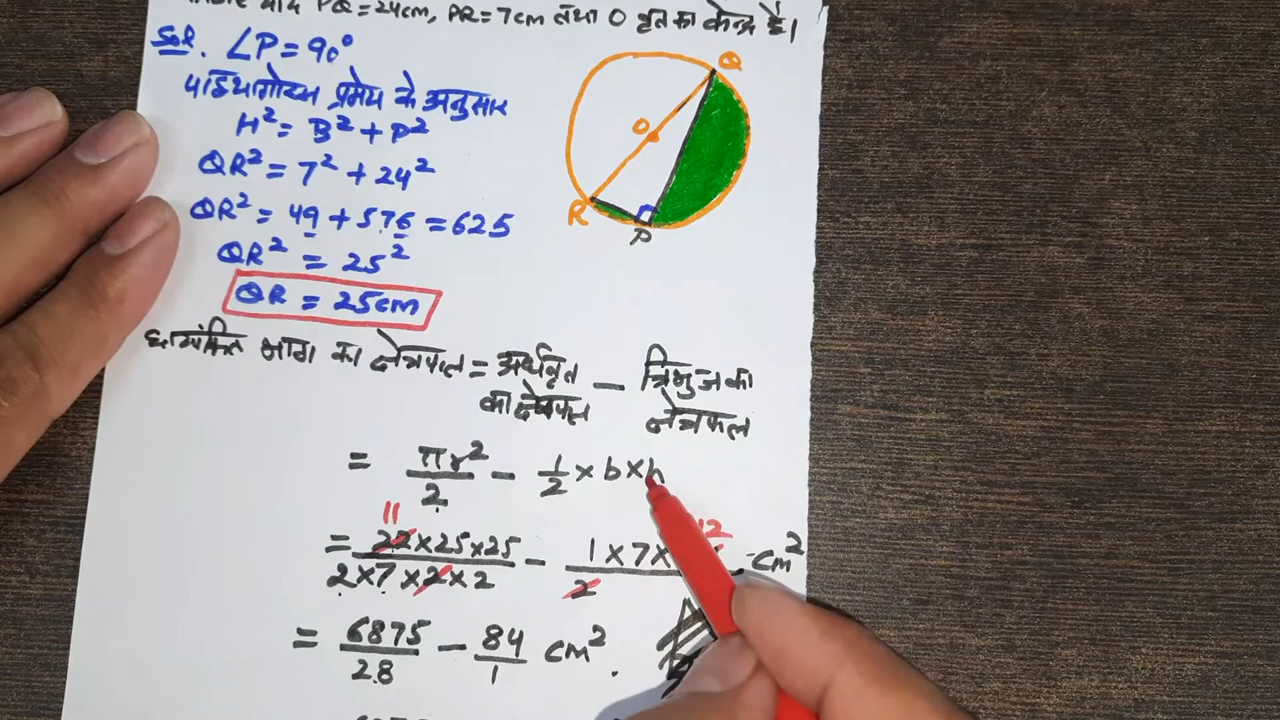 PQ = 24cm, PR = 7cm तथा O वृत्त का केन्द्र है।
Sol. ∠P = 90°
पाइथागोरस प्रमेय के अनुसार
H² = B² + P²
QR² = 7² + 24²
QR² = 49 + 576 = 625
QR² = 25²
QR = 25cm
Q
O
R
P
छायांकित भाग का क्षेत्रफल = अर्धवृत का क्षेत्रफल − त्रिभुज का क्षेत्रफल
= πr²/2 − 1/2 × b × h
11 12
= 22×25×25 / 2×7×2×2 − 1×7× / 2 cm²
= 6875/28 − 84/1 cm².